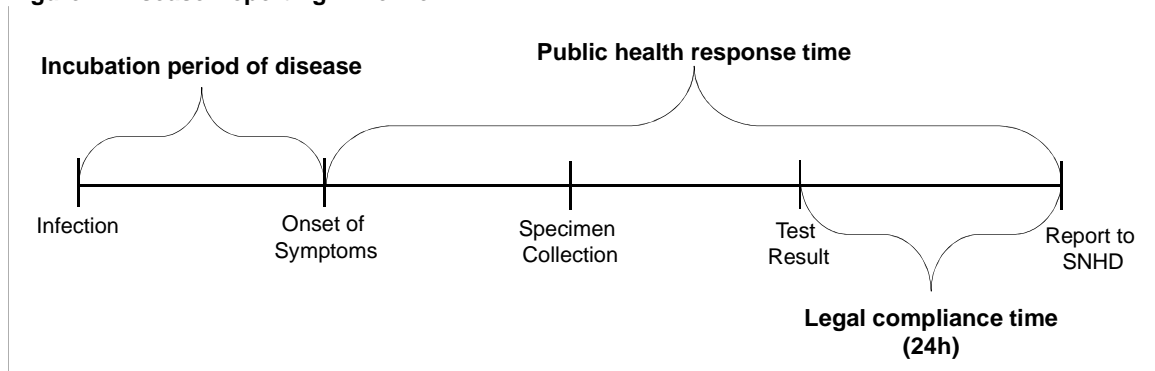 Incubation period of disease
Public health response time
Infection
Onset of
Symptoms
Specimen
Collection
Test
Result
Report to
SNHD
Legal compliance time
(24h)